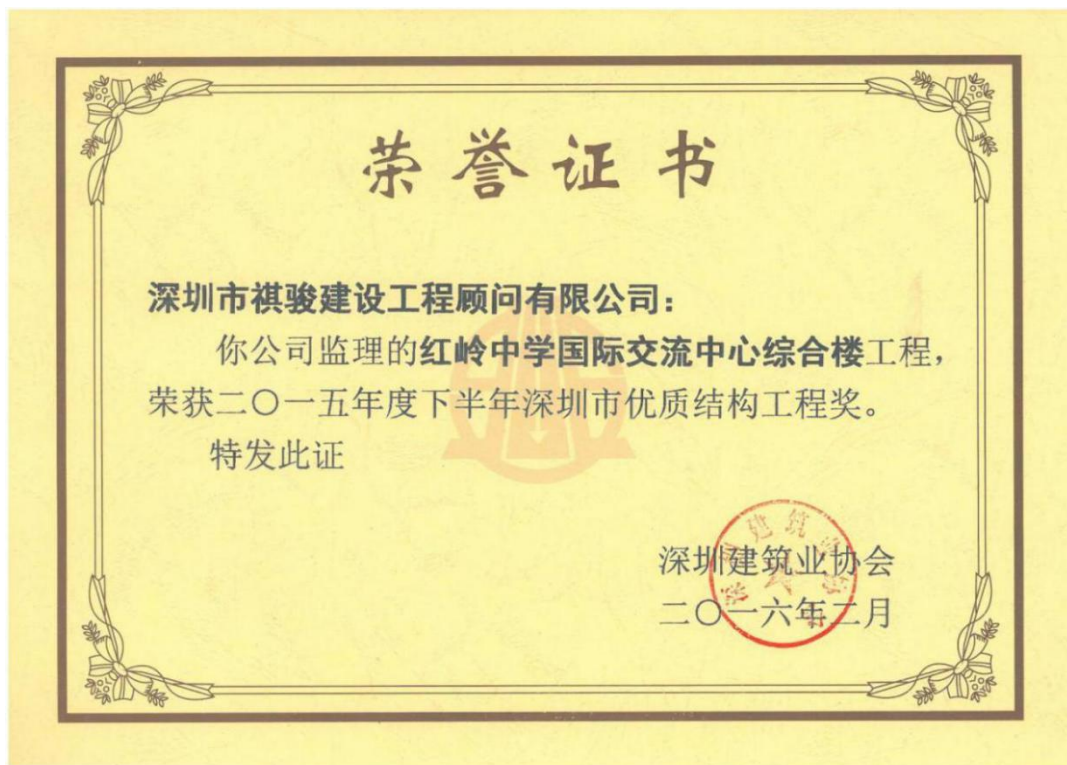 荣誉证书
深圳市祺骏建设工程顾问有限公司：
你公司监理的红岭中学国际交流中心综合楼工程，
荣获二〇一五年度下半年深圳市优质结构工程奖。
特发此证
深圳建筑业协会
二〇一六年二月